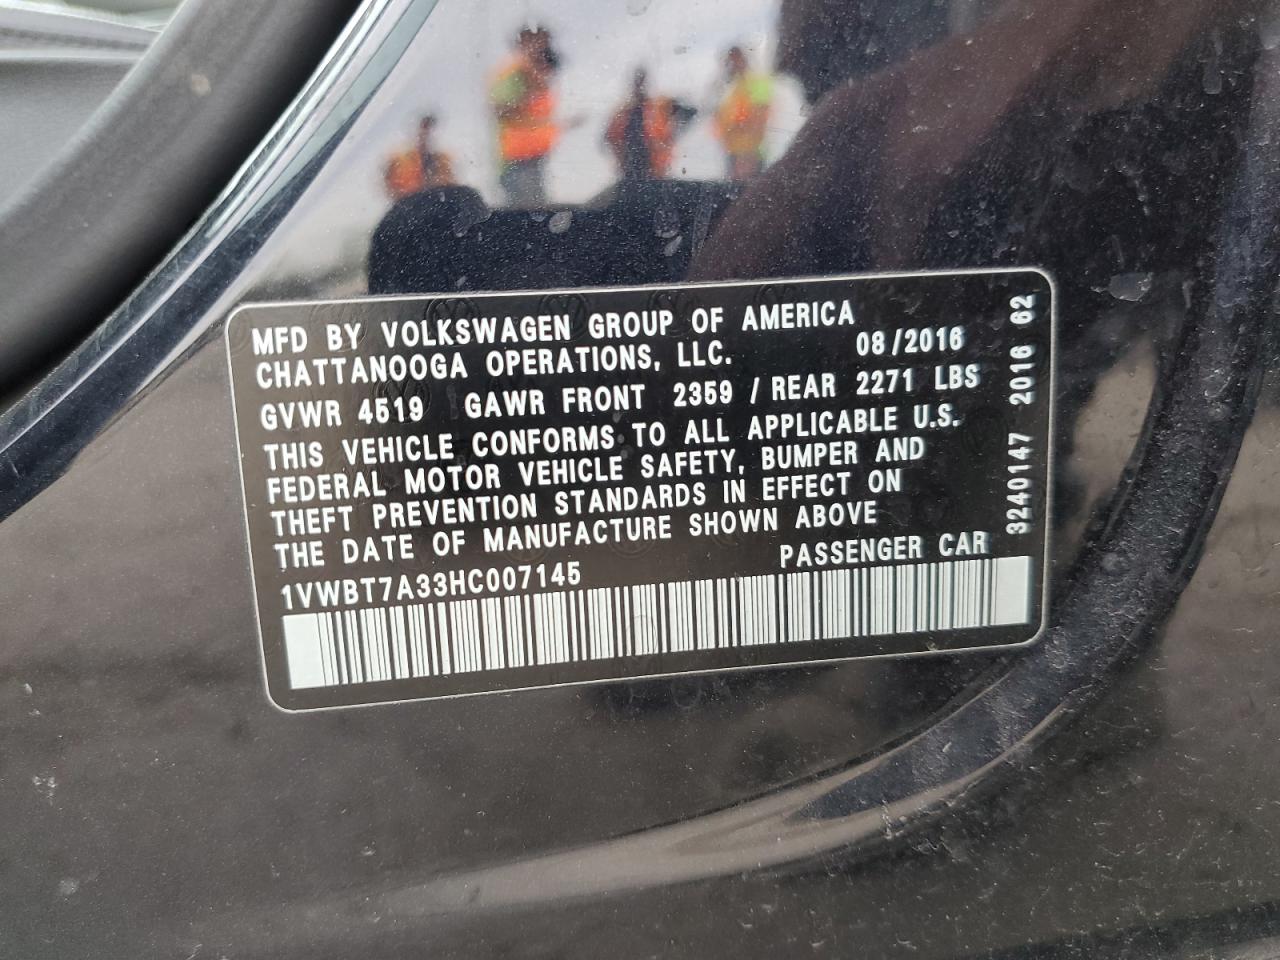 MFD BY VOLKSWAGEN GROUP OF AMERICA
CHATTANOOGA OPERATIONS, LLC. 08/2016
GVWR 4519 GAWR FRONT 2359 / REAR 2271 LBS
THIS VEHICLE CONFORMS TO ALL APPLICABLE U.S.
FEDERAL MOTOR VEHICLE SAFETY, BUMPER AND
THEFT PREVENTION STANDARDS IN EFFECT ON
THE DATE OF MANUFACTURE SHOWN ABOVE
PASSENGER CAR
1VWBT7A33HC007145
3240147 2016 62